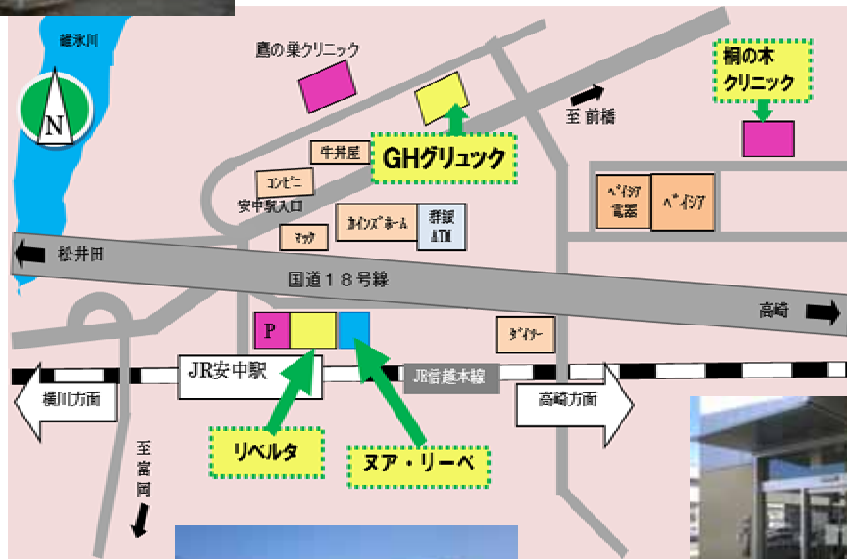 碓氷川
鷹の巣クリニック
桐の木
クリニック
N
至 前橋
牛丼屋
GHグリュック
コンビニ
安中駅入口
ベイシア
電器
ベイシア
カインズホーム
群銀
ATM
マック
松井田
国道18号線
高崎
P
ダイソー
JR安中駅
JR信越本線
横川方面
高崎方面
リベルタ
ヌア・リーベ
至富岡